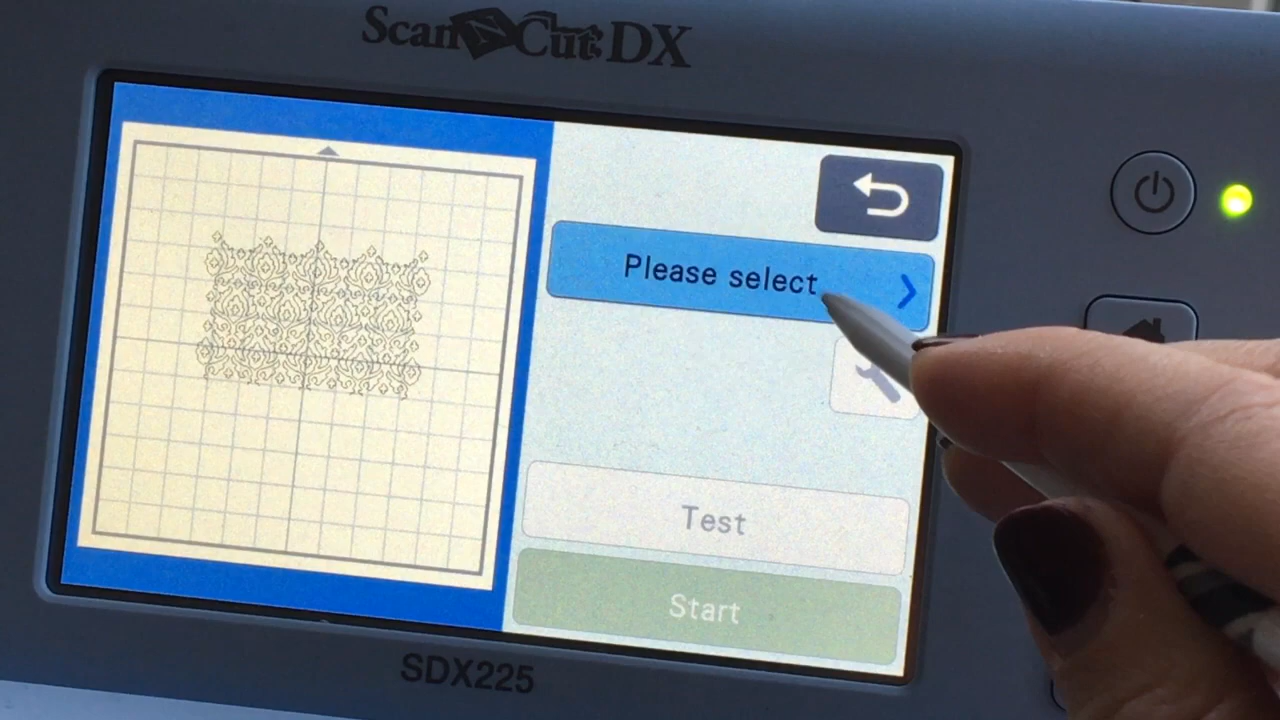 ScanNCut DX
Please select
Test
Start
SDX225